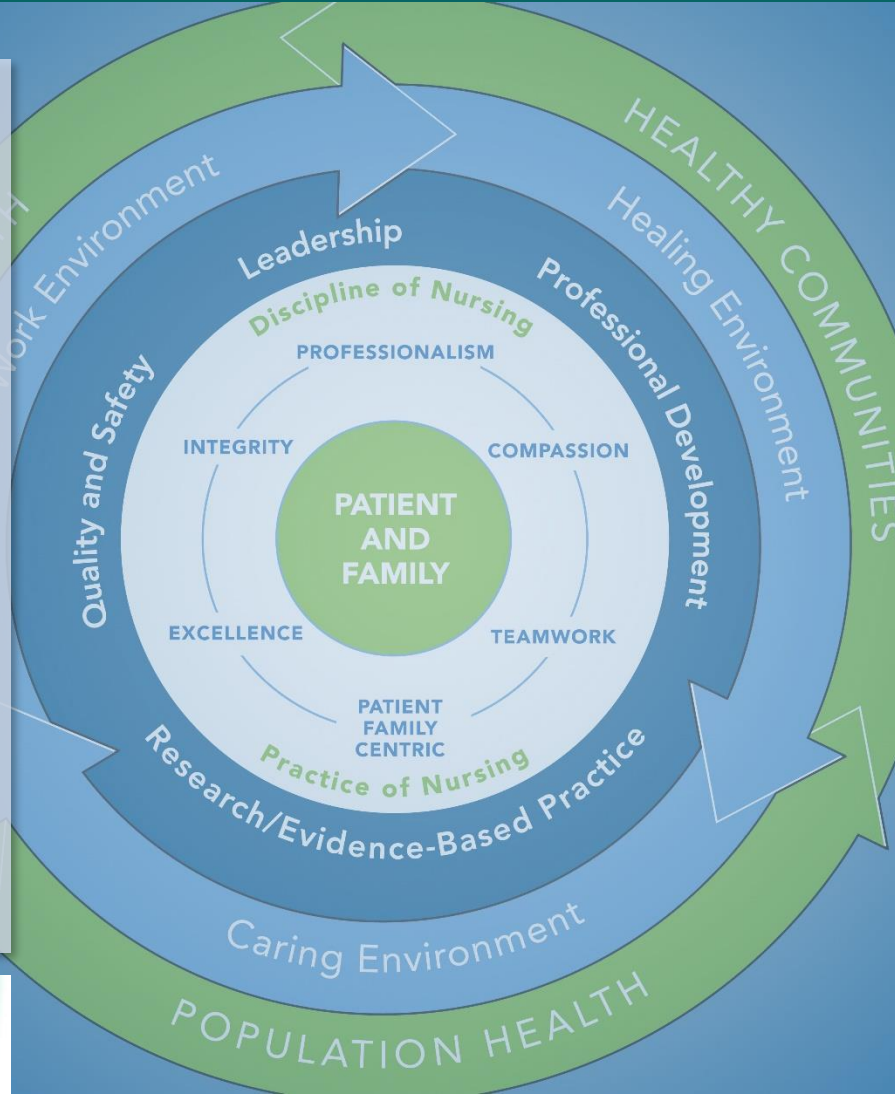 HEALTHY COMMUNITIES
Work Environment
Healing Environment
Leadership
Professional Development
Quality and Safety
Discipline of Nursing
PROFESSIONALISM
INTEGRITY
COMPASSION
PATIENT
AND
FAMILY
EXCELLENCE
TEAMWORK
PATIENT
FAMILY
CENTRIC
Practice of Nursing
Research/Evidence-Based Practice
Caring Environment
POPULATION HEALTH